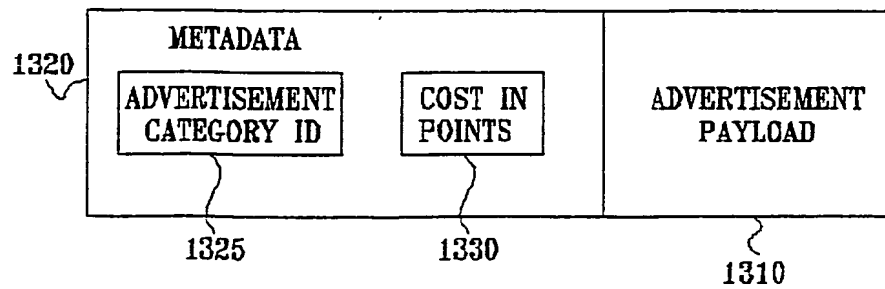 METADATA
1320
ADVERTISEMENT
CATEGORY ID
COST IN
POINTS
ADVERTISEMENT
PAYLOAD
1325
1330
1310